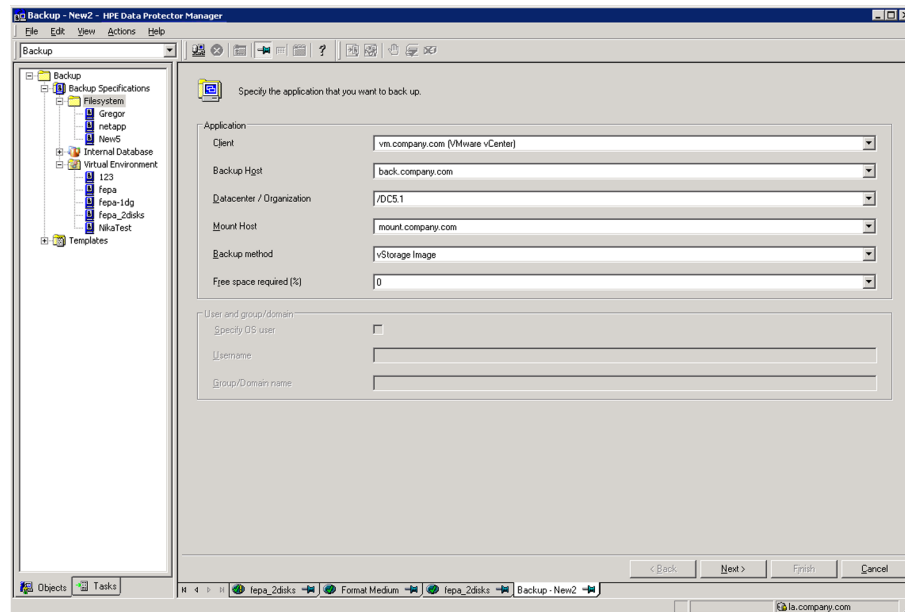 Backup - New2 - HPE Data Protector Manager
File Edit View Actions Help
Backup
?
Backup
Backup Specifications
Filesystem
Gregor
netapp
New5
Internal Database
Virtual Environment
123
fepa
fepa-1dg
fepa_2disks
NikaTest
Templates
Specify the application that you want to back up.
Application
Client
vm.company.com (VMware vCenter)
Backup Host
back.company.com
Datacenter / Organization
/DC5.1
Mount Host
mount.company.com
Backup method
vStorage Image
Free space required (%)
0
User and group/domain
Specify OS user
Username
Group/Domain name
< Back Next > Finish Cancel
Objects Tasks
fepa_2disks Format Medium fepa_2disks Backup - New2
la.company.com